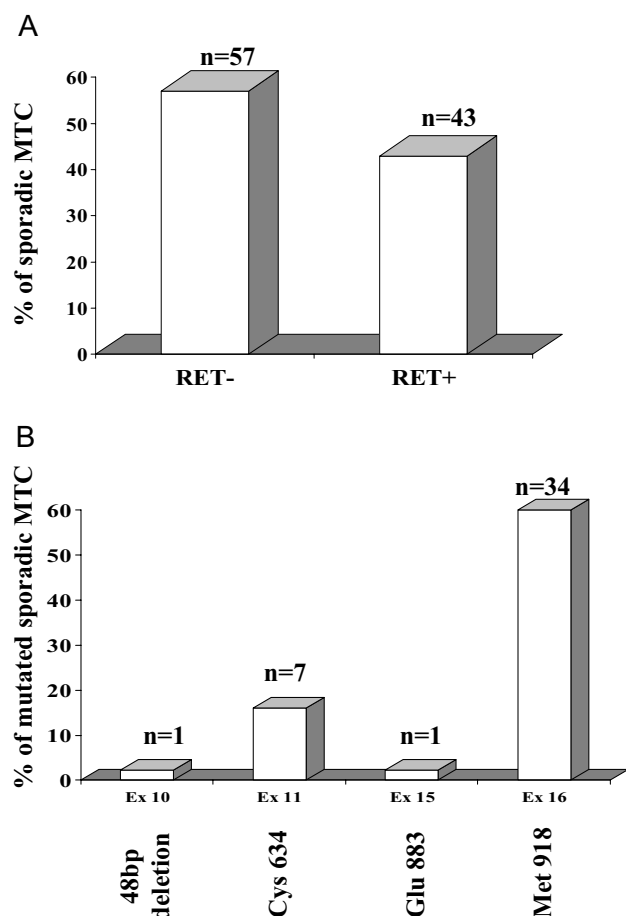 A
n=57
n=43
60
50
40
30
20
10
0
% of sporadic MTC
RET-
RET+
B
n=34
n=7
n=1
n=1
60
50
40
30
20
10
0
% of mutated sporadic MTC
Ex 10
Ex 11
Ex 15
Ex 16
48bp
deletion
Cys 634
Glu 883
Met 918